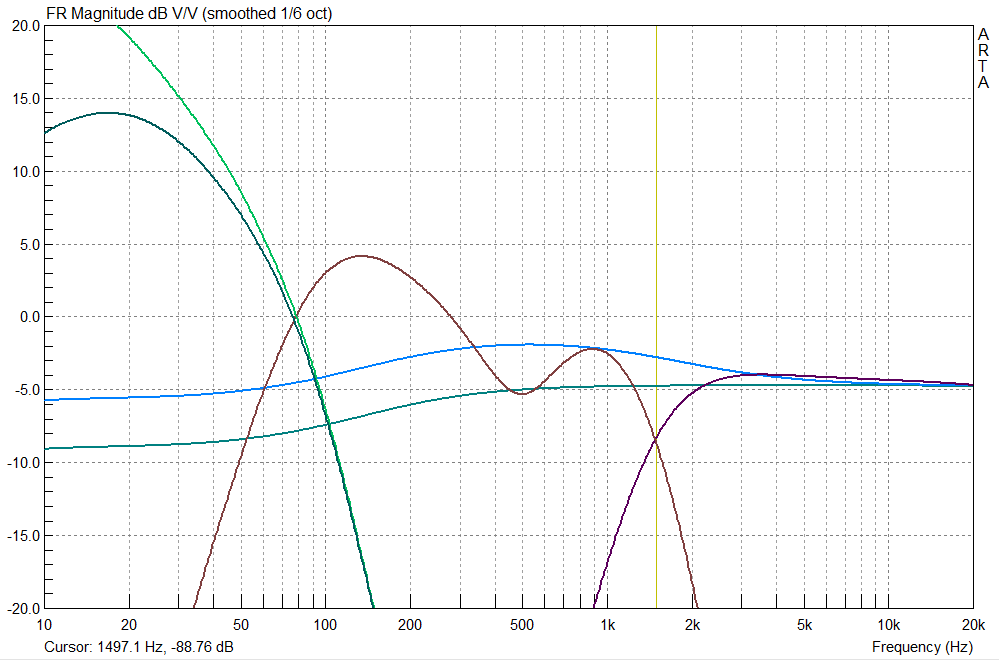 FR Magnitude dB V/V (smoothed 1/6 oct)
20.0
15.0
10.0
5.0
0.0
-5.0
-10.0
-15.0
-20.0
A
R
T
A
10 20 50 100 200 500 1k 2k 5k 10k 20k
Cursor: 1497.1 Hz, -88.76 dB Frequency (Hz)